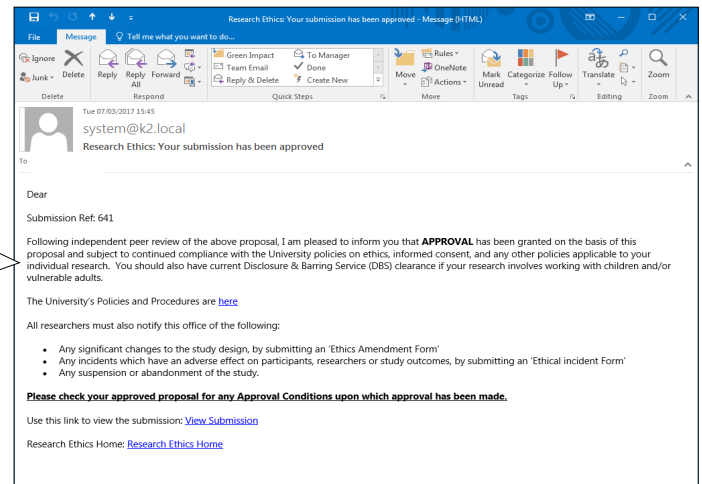 Research Ethics: Your submission has been approved - Message (HTML)
File Message Tell me what you want to do...
Ignore
Junk
Delete
Reply
Reply All
Forward
Green Impact
Team Email
Reply & Delete
To Manager
Done
Create New
Move
Rules
OneNote
Actions
Mark Unread
Categorize
Follow Up
Translate
Zoom
Delete Respond Quick Steps Move Tags Editing Zoom
Tue 07/03/2017 15:45
system@k2.local
Research Ethics: Your submission has been approved
To
Dear
Submission Ref: 641
Following independent peer review of the above proposal, I am pleased to inform you that APPROVAL has been granted on the basis of this
proposal and subject to continued compliance with the University policies on ethics, informed consent, and any other policies applicable to your
individual research. You should also have current Disclosure & Barring Service (DBS) clearance if your research involves working with children and/or
vulnerable adults.
The University's Policies and Procedures are here
All researchers must also notify this office of the following:
• Any significant changes to the study design, by submitting an 'Ethics Amendment Form'
• Any incidents which have an adverse effect on participants, researchers or study outcomes, by submitting an 'Ethical incident Form'
• Any suspension or abandonment of the study.
Please check your approved proposal for any Approval Conditions upon which approval has been made.
Use this link to view the submission: View Submission
Research Ethics Home: Research Ethics Home